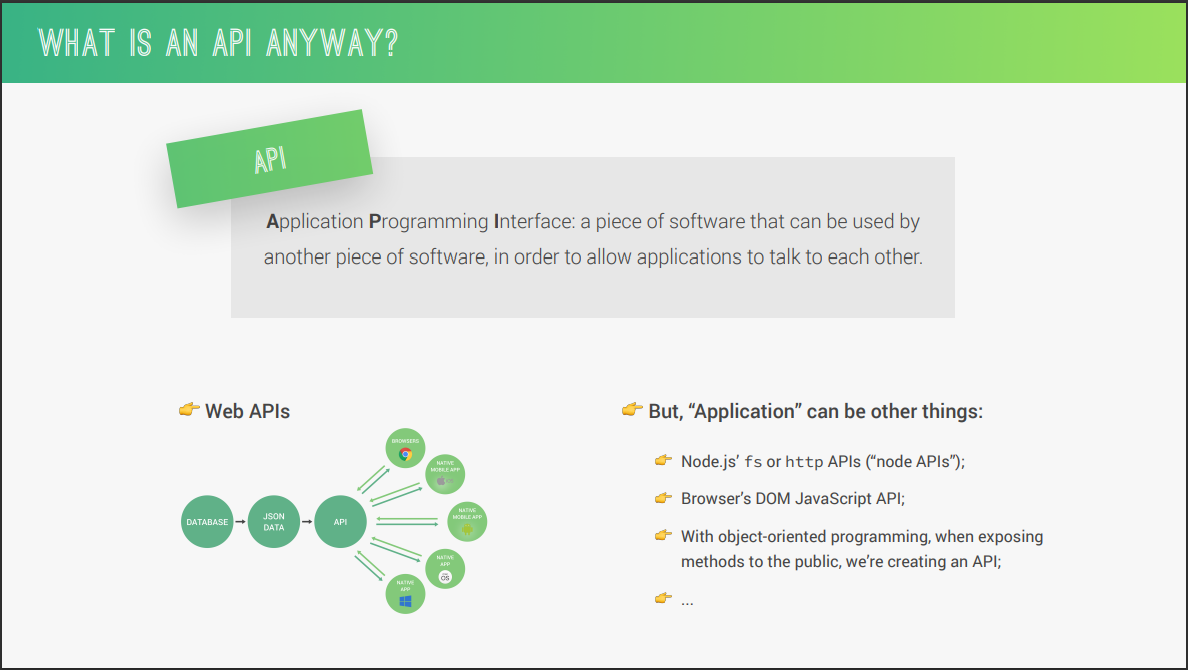 WHAT IS AN API ANYWAY?
API
Application Programming Interface: a piece of software that can be used by
another piece of software, in order to allow applications to talk to each other.
👉 Web APIs
DATABASE
JSON
DATA
API
BROWSERS
NATIVE
MOBILE APP
NATIVE
MOBILE APP
NATIVE
APP
OS
NATIVE
APP
👉 But, “Application” can be other things:
👉 Node.js’ fs or http APIs (“node APIs”);
👉 Browser’s DOM JavaScript API;
👉 With object-oriented programming, when exposing
methods to the public, we’re creating an API;
👉 ...